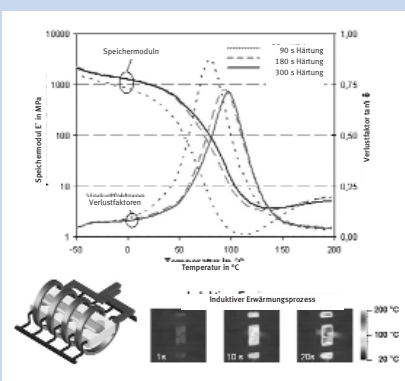 10000
1000
100
10
1
Speichermodul E' in MPa
Speichermoduln
90 s Härtung
180 s Härtung
300 s Härtung
1,00
0,75
0,50
0,25
0,00
Verlustfaktor tan δ
Verlustfaktoren
-50 0 50 100 150 200
Temperatur in °C
Induktiver Erwärmungsprozess
1s 10 s 20s
200 °C
100 °C
20 °C